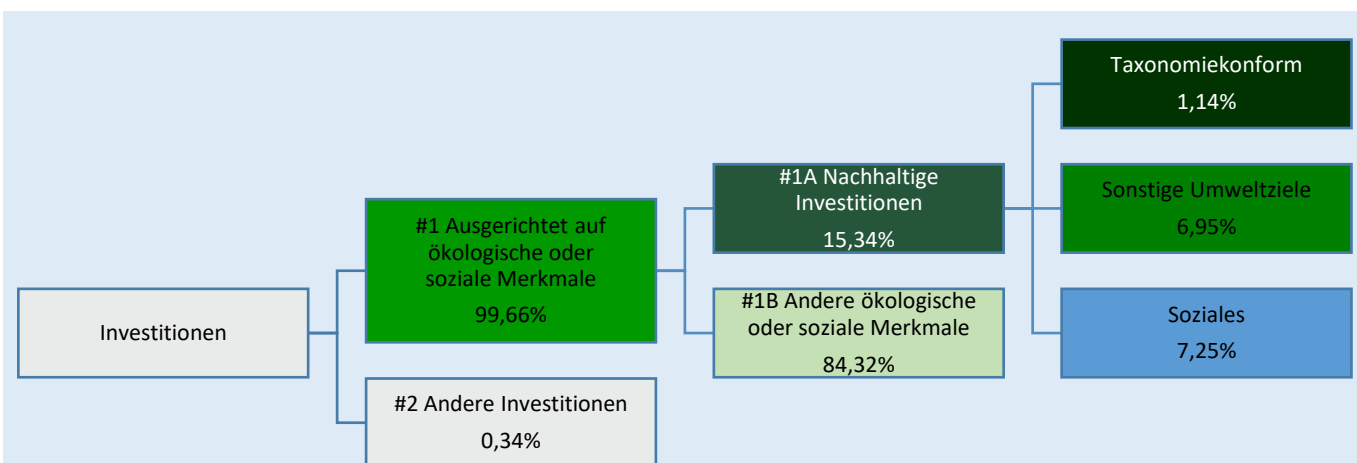 Investitionen
#1 Ausgerichtet auf
ökologische oder
soziale Merkmale
99,66%
#2 Andere Investitionen
0,34%
#1A Nachhaltige
Investitionen
15,34%
#1B Andere ökologische
oder soziale Merkmale
84,32%
Taxonomiekonform
1,14%
Sonstige Umweltziele
6,95%
Soziales
7,25%